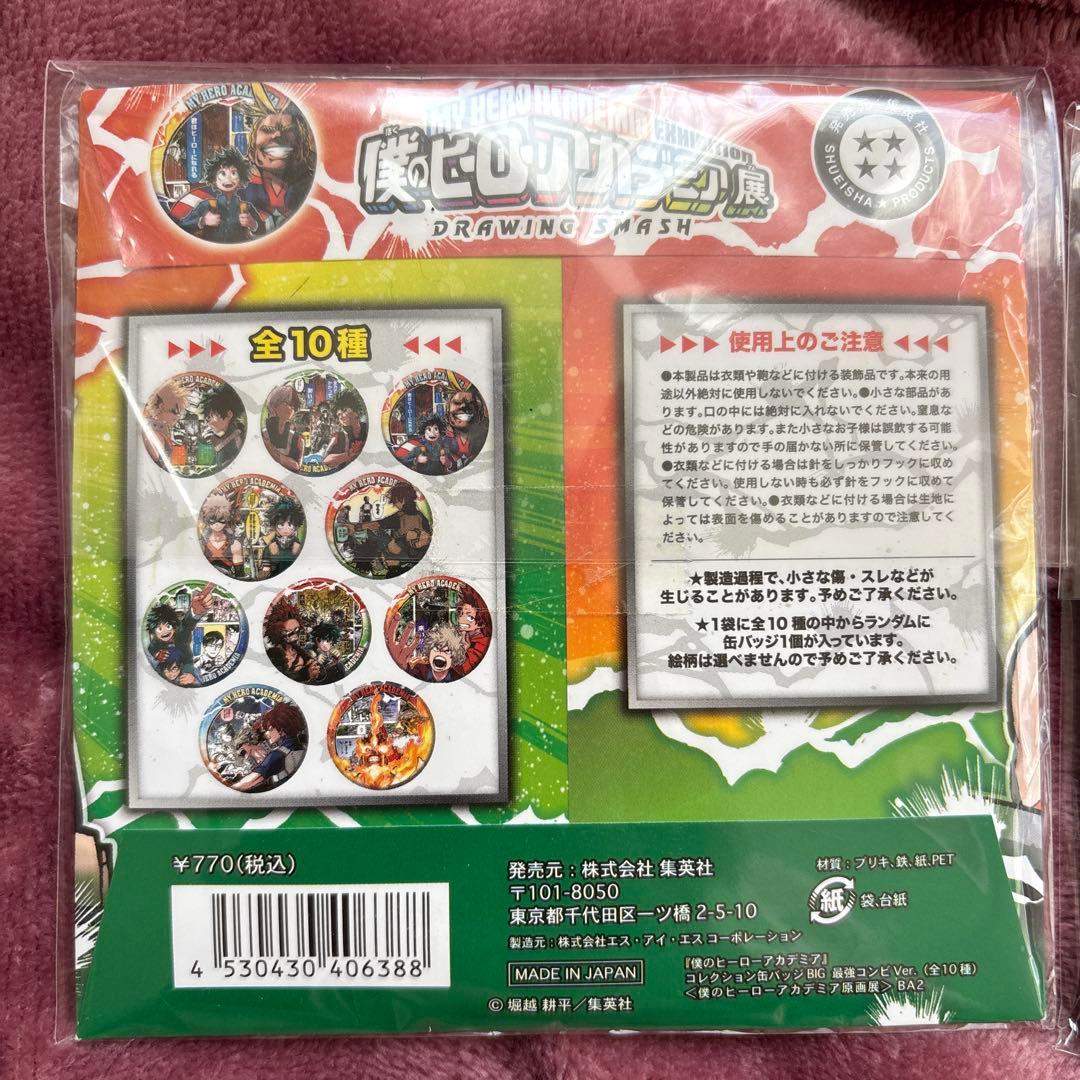 MY HERO ACADEMIA EXHIBITION
僕のヒーローアカデミア展
ぼく
DRAWING SMASH
発売元 集英社
SHUEISHA★PRODUCTS
全10種
MY HERO ACADEMIA
使用上のご注意
●本製品は衣類や鞄などに付ける装飾品です。本来の用
途以外絶対に使用しないでください。●小さな部品があ
ります。口の中には絶対に入れないでください。窒息な
どの危険があります。また小さなお子様は誤飲する可能
性がありますので手の届かない所に保管してください。
●衣類などに付ける場合は針をしっかりフックに収め
てください。使用しない時も必ず針をフックに収めて
保管してください。●衣類などに付ける場合は生地に
よっては表面を傷めることがありますので注意してく
ださい。
★製造過程で、小さな傷・スレなどが
生じることがあります。予めご了承ください。
★1袋に全10種の中からランダムに
缶バッジ1個が入っています。
絵柄は選べませんので予めご了承ください。
¥770(税込)
4 530430 406388
発売元：株式会社 集英社
〒101-8050
東京都千代田区一ツ橋2-5-10
製造元：株式会社エス・アイ・エス コーポレーション
MADE IN JAPAN
© 堀越 耕平／集英社
材質：ブリキ、鉄、紙、PET
紙 袋、台紙
『僕のヒーローアカデミア』
コレクション缶バッジBIG 最強コンビVer.（全10種）
＜僕のヒーローアカデミア原画展＞ BA2